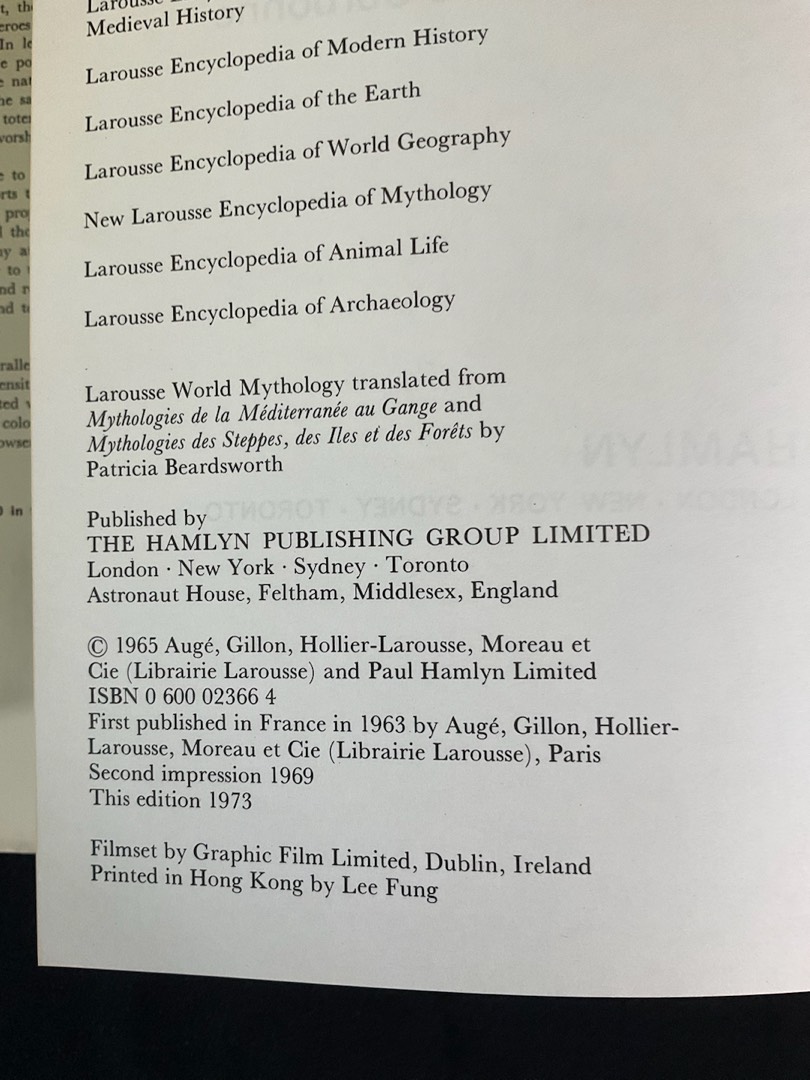 Larousse
Medieval History
Larousse Encyclopedia of Modern History
Larousse Encyclopedia of the Earth
Larousse Encyclopedia of World Geography
New Larousse Encyclopedia of Mythology
Larousse Encyclopedia of Animal Life
Larousse Encyclopedia of Archaeology
Larousse World Mythology translated from
Mythologies de la Méditerranée au Gange and
Mythologies des Steppes, des Iles et des Forêts by
Patricia Beardsworth
Published by
THE HAMLYN PUBLISHING GROUP LIMITED
London · New York · Sydney · Toronto
Astronaut House, Feltham, Middlesex, England
© 1965 Augé, Gillon, Hollier-Larousse, Moreau et
Cie (Librairie Larousse) and Paul Hamlyn Limited
ISBN 0 600 02366 4
First published in France in 1963 by Augé, Gillon, Hollier-
Larousse, Moreau et Cie (Librairie Larousse), Paris
Second impression 1969
This edition 1973
Filmset by Graphic Film Limited, Dublin, Ireland
Printed in Hong Kong by Lee Fung